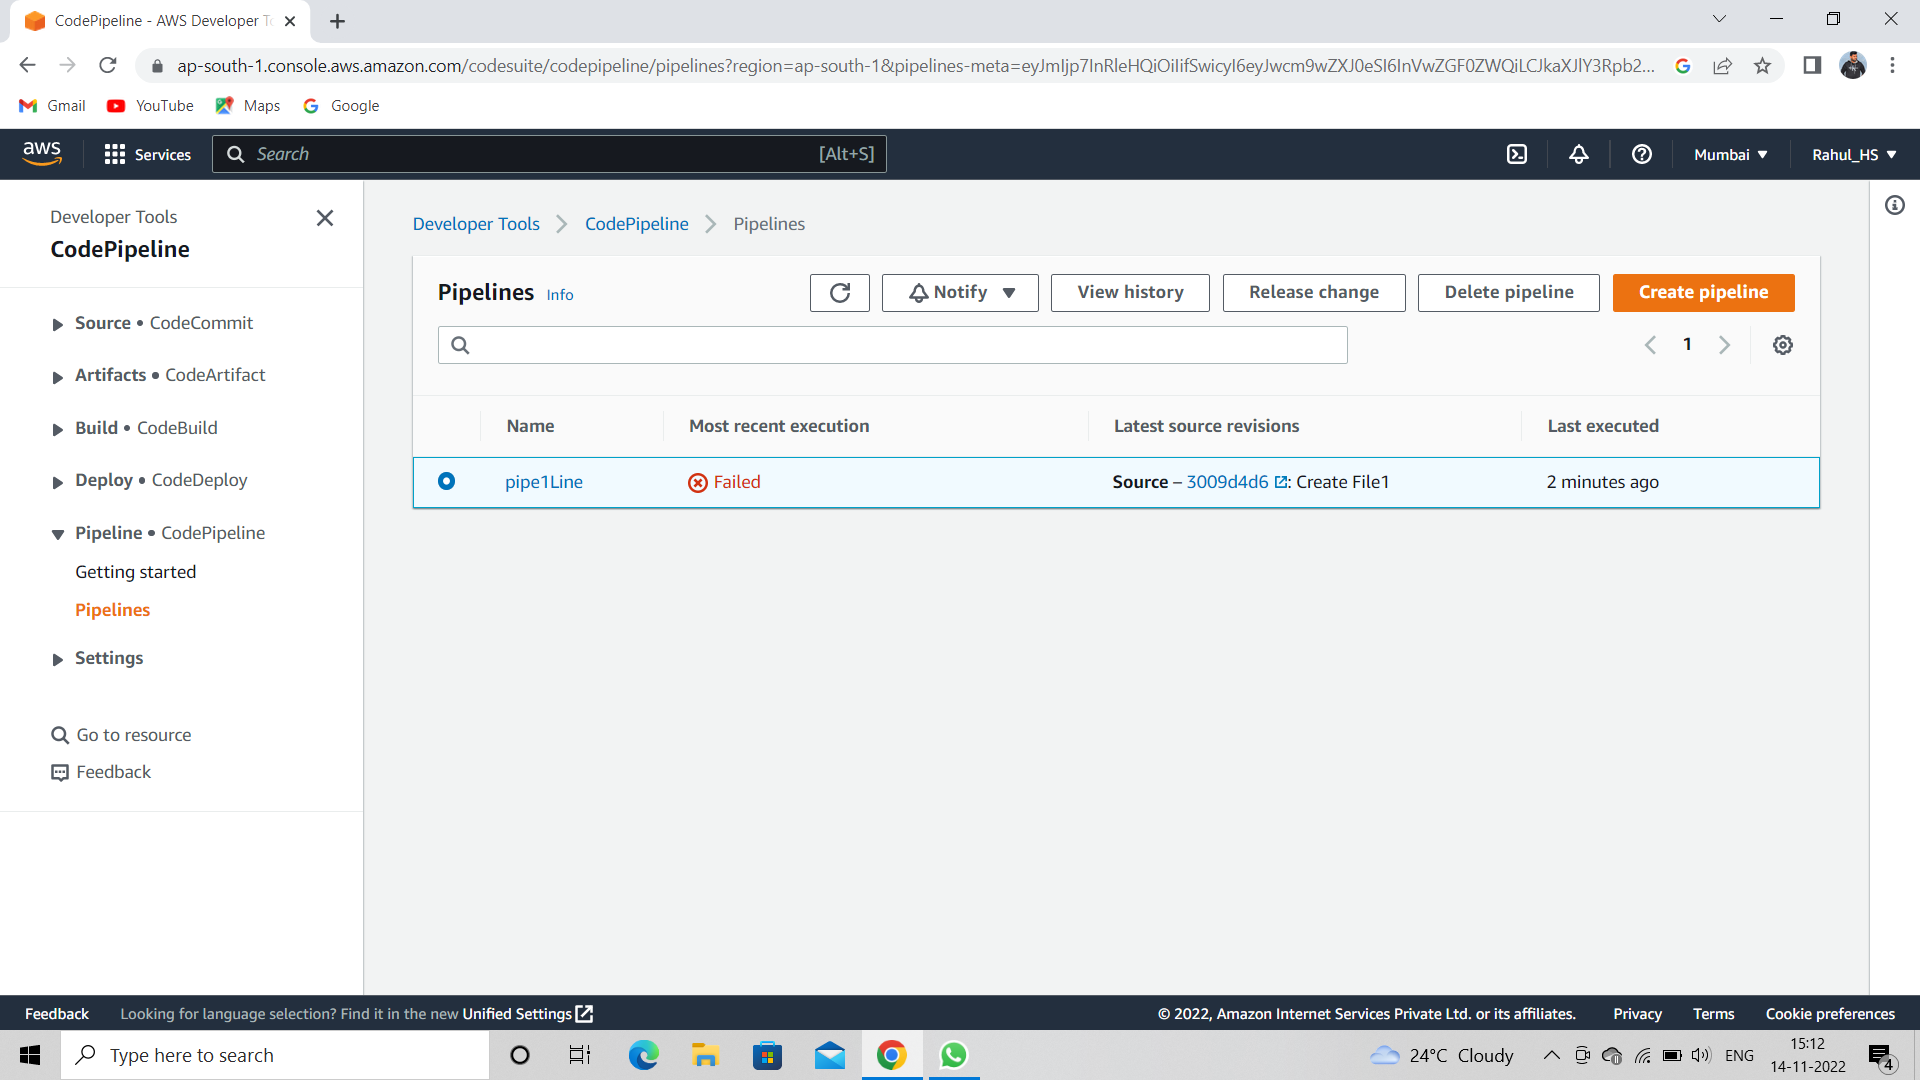 CodePipeline - AWS Developer To
ap-south-1.console.aws.amazon.com/codesuite/codepipeline/pipelines?region=ap-south-1&pipelines-meta=eyJmIjp7InRleHQiOiIifSwicyI6eyJwcm9wZXJ0eSI6InVwZGF0ZWQiLCJkaXJlY3Rpb2...
Gmail YouTube Maps Google
aws Services Search [Alt+S] Mumbai Rahul_HS
Developer Tools
CodePipeline
Source • CodeCommit
Artifacts • CodeArtifact
Build • CodeBuild
Deploy • CodeDeploy
Pipeline • CodePipeline
Getting started
Pipelines
Settings
Go to resource
Feedback
Developer Tools CodePipeline Pipelines
Pipelines Info Notify View history Release change Delete pipeline Create pipeline
1
Name Most recent execution Latest source revisions Last executed
pipe1Line Failed Source – 3009d4d6: Create File1 2 minutes ago
Feedback Looking for language selection? Find it in the new Unified Settings © 2022, Amazon Internet Services Private Ltd. or its affiliates. Privacy Terms Cookie preferences
Type here to search 24°C Cloudy ENG 15:12
14-11-2022 4